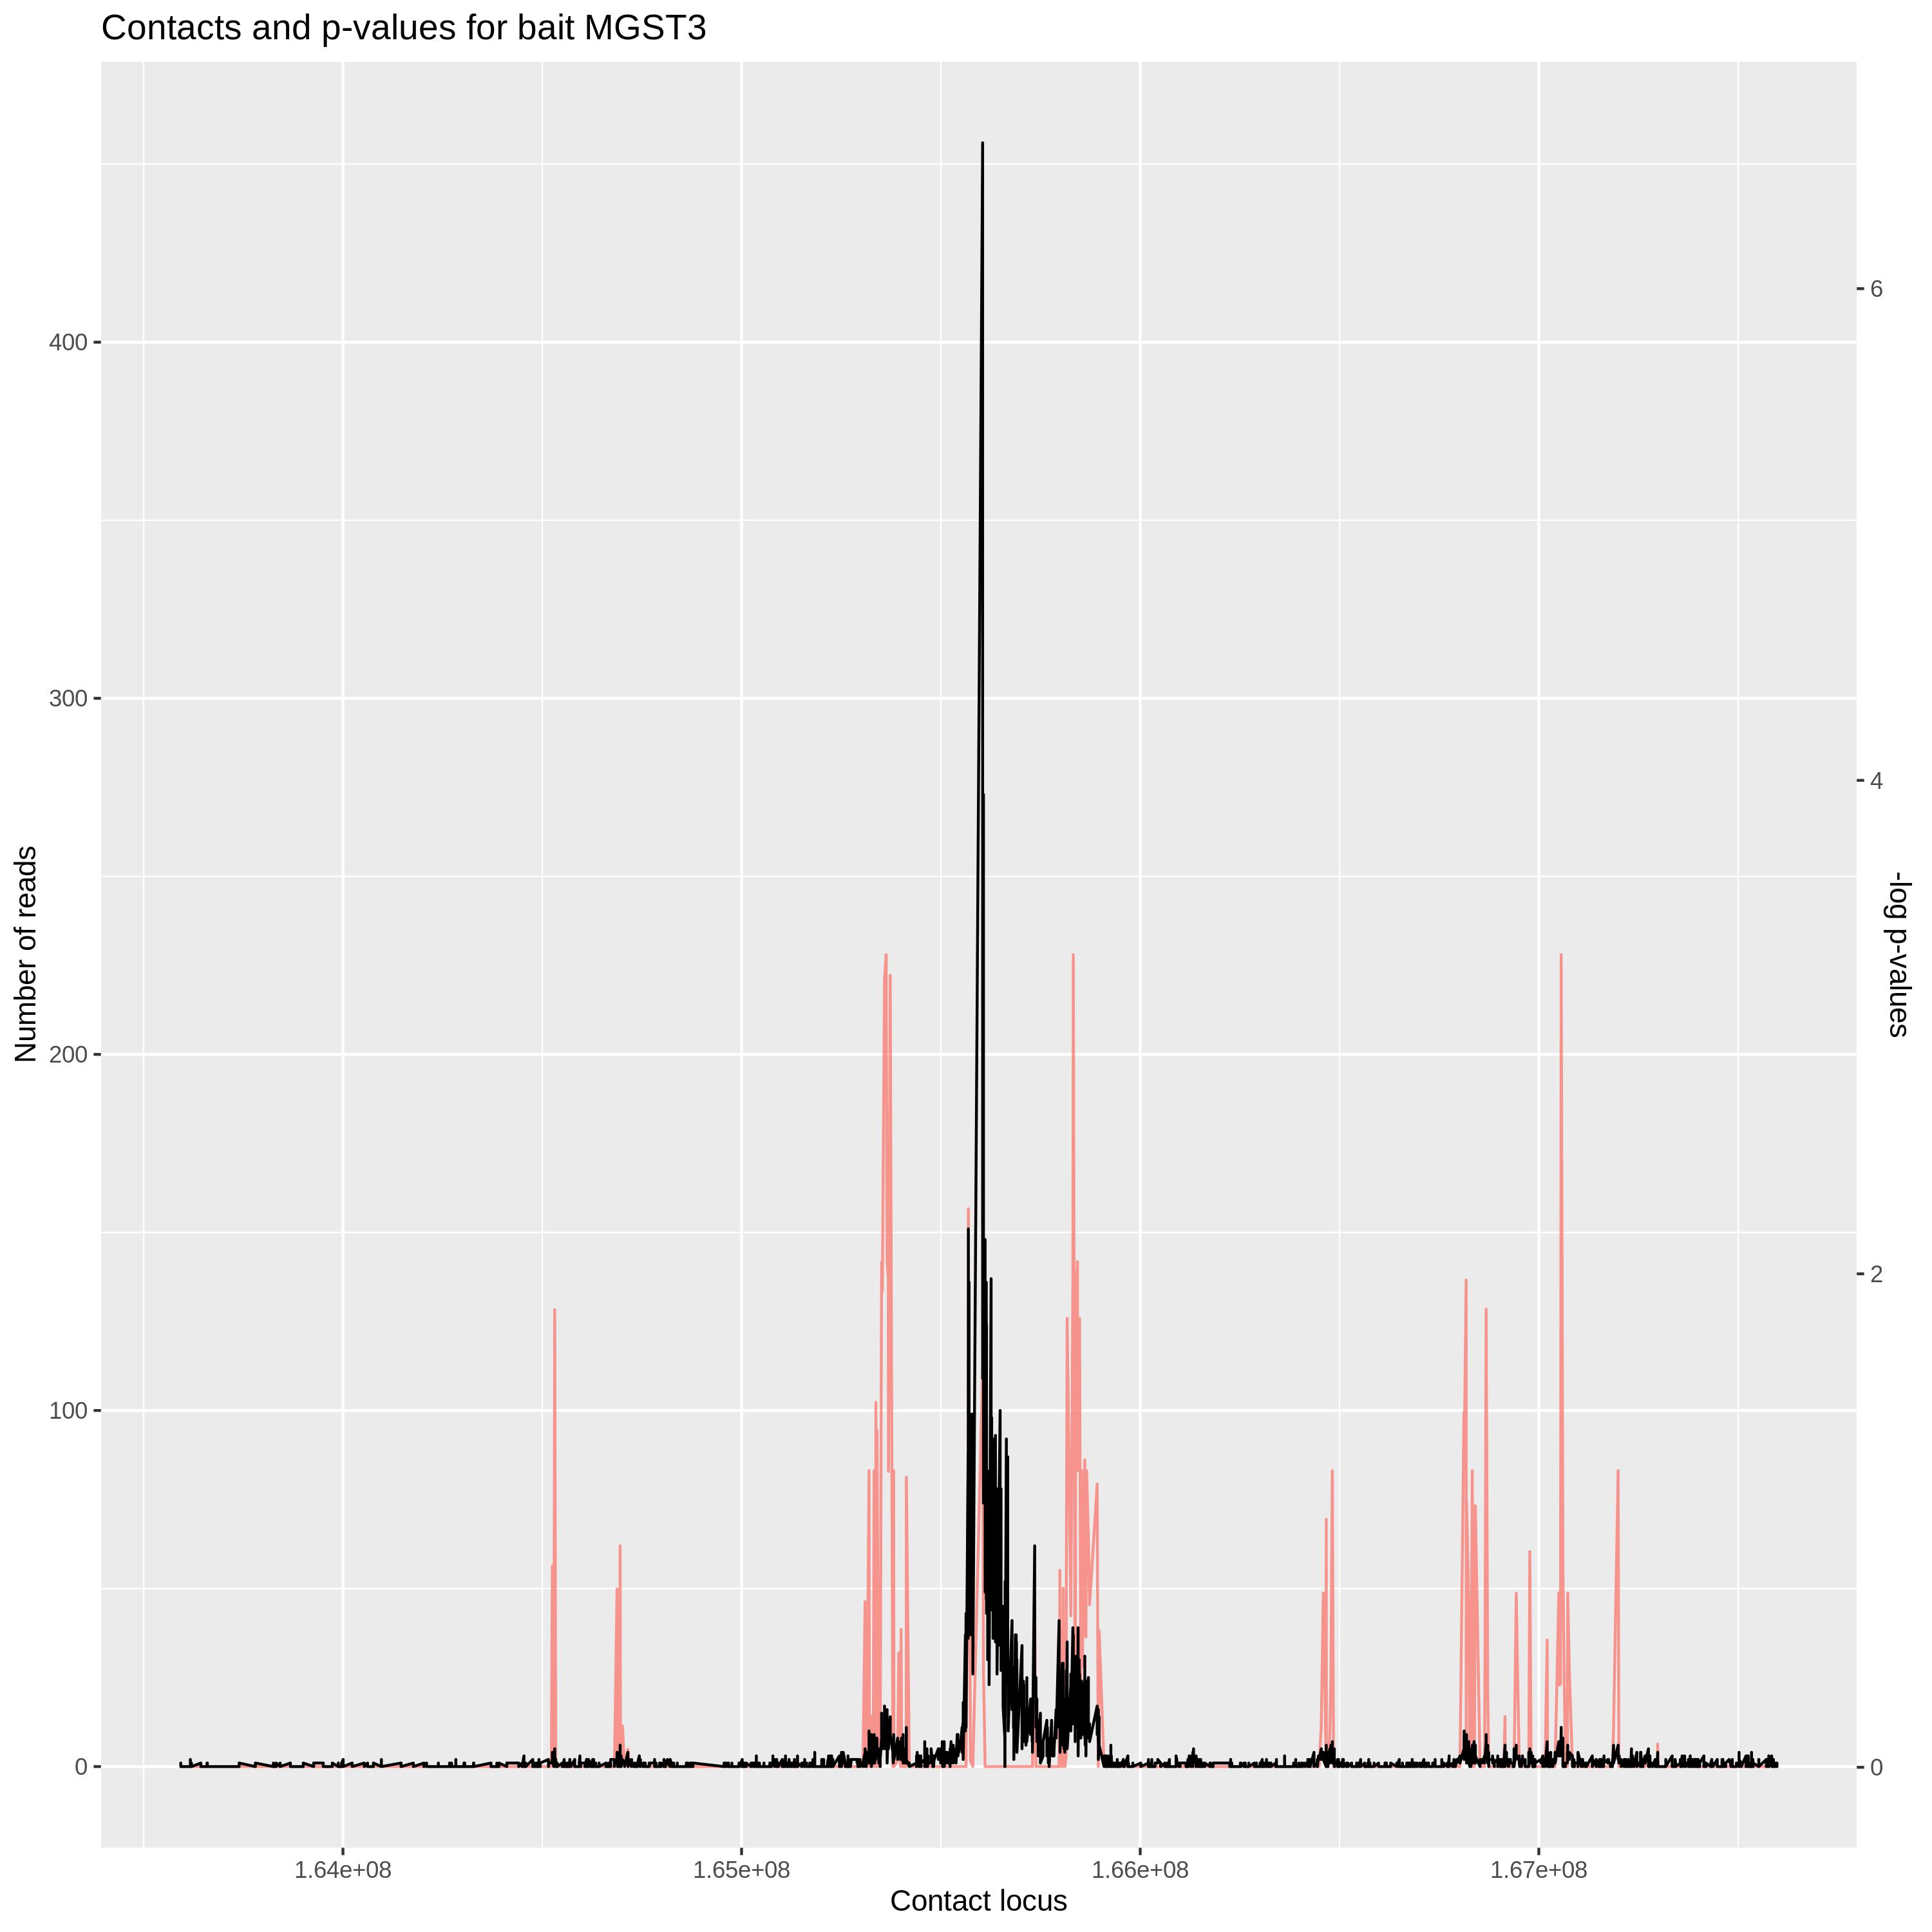 Contacts and p-values for bait MGST3
Number of reads
400
300
200
100
0
6
4
2
0
-log p-values
1.64e+08
1.65e+08
1.66e+08
1.67e+08
Contact locus